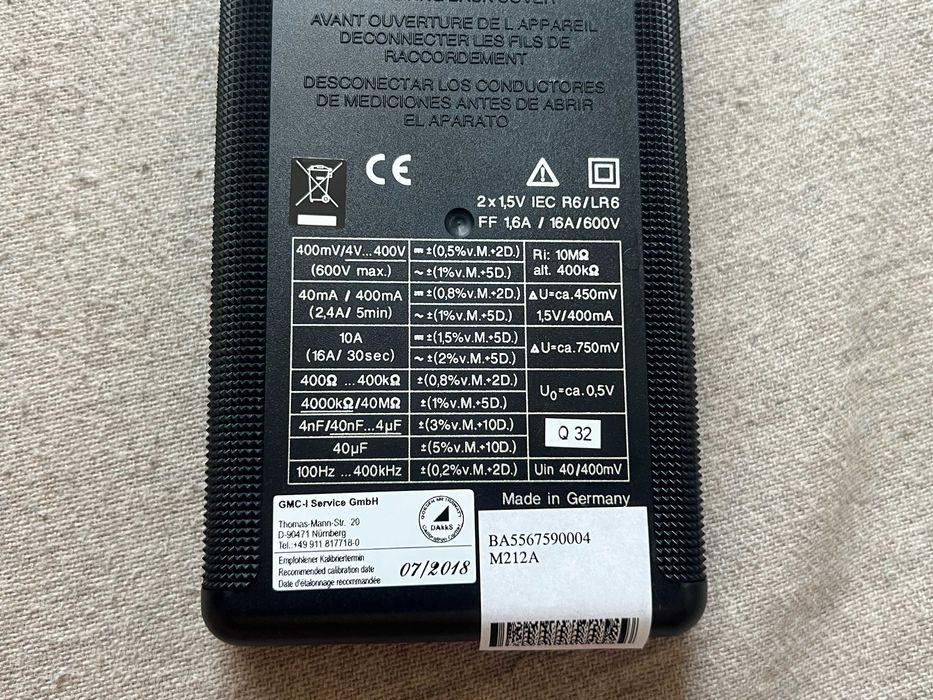 AVANT OUVERTURE DE L APPAREIL
DECONNECTER LES FILS DE
RACCORDEMENT
DESCONECTAR LOS CONDUCTORES
DE MEDICIONES ANTES DE ABRIR
EL APARATO
CE
2x1,5V IEC R6/LR6
FF 1,6A / 16A/600V
400mV/4V...400V
(600V max.)
⎓ ±(0,5%v.M.+2D.)
~ ±(1%v.M.+5D.)
Ri: 10MΩ
alt. 400kΩ
40mA / 400mA
(2,4A/ 5min)
⎓ ±(0,8%v.M.+2D.)
~ ±(1%v.M.+5D.)
ΔU=ca.450mV
1,5V/400mA
10A
(16A/ 30sec)
⎓ ±(1,5%v.M.+5D.)
~ ±(2%v.M.+5D.)
ΔU=ca.750mV
400Ω ...400kΩ
±(0,8%v.M.+2D.)
U₀=ca.0,5V
4000kΩ/40MΩ
±(1%v.M.+5D.)
4nF/40nF...4µF
±(3%v.M.+10D.)
Q 32
40µF
±(5%v.M.+10D.)
100Hz ...400kHz
±(0,2%v.M.+2D.)
Uin 40/400mV
Made in Germany
GMC-I Service GmbH
Thomas-Mann-Str. 20
D-90471 Nürnberg
Tel.:+49 911 817718-0
DAkkS
Empfohlener Kalibriertermin
Recommended calibration date
Date d'étalonnage recommandée
07/2018
BA5567590004
M212A